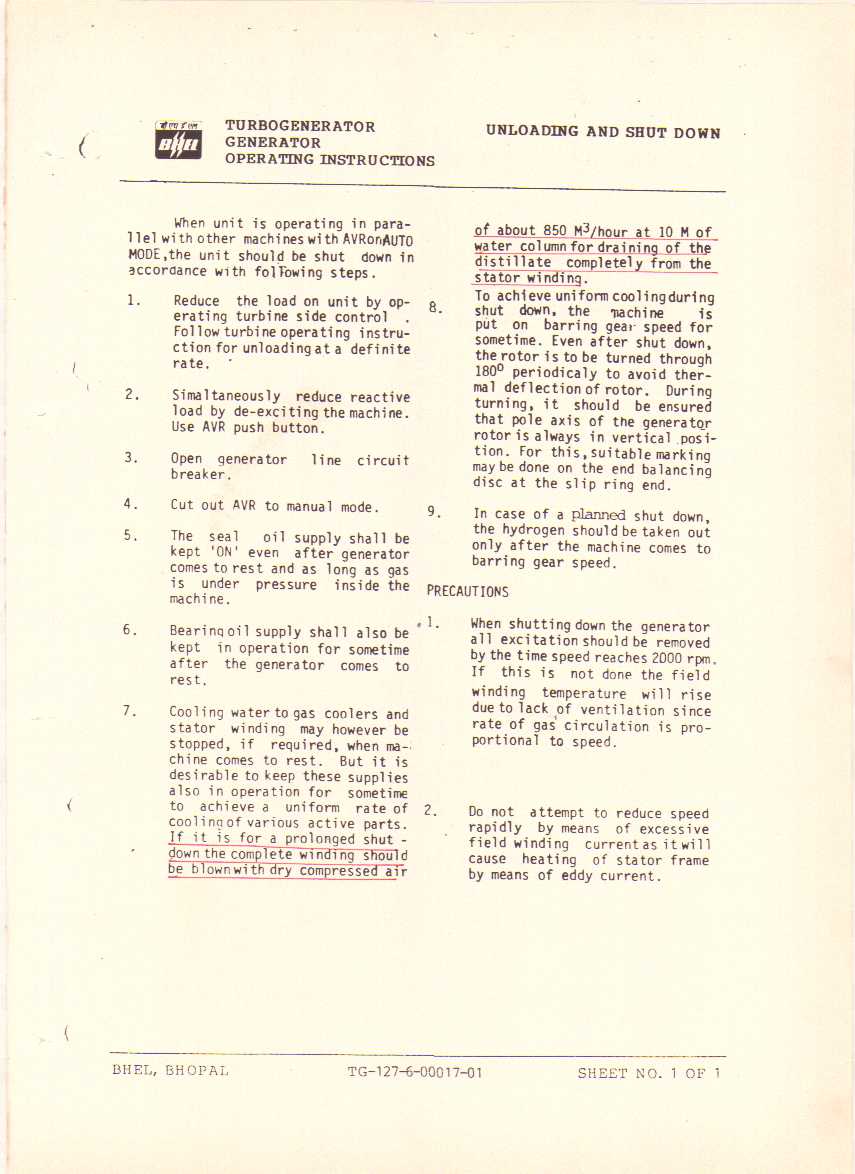 बी एच ई एल
BHEL
TURBOGENERATOR
GENERATOR
OPERATING INSTRUCTIONS
UNLOADING AND SHUT DOWN
When unit is operating in para-
llel with other machines with AVR on AUTO
MODE,the unit should be shut down in
accordance with following steps.
1. Reduce the load on unit by op-
erating turbine side control .
Follow turbine operating instru-
ction for unloading at a definite
rate.
2. Simaltaneously reduce reactive
load by de-exciting the machine.
Use AVR push button.
3. Open generator line circuit
breaker.
4. Cut out AVR to manual mode.
5. The seal oil supply shall be
kept 'ON' even after generator
comes to rest and as long as gas
is under pressure inside the
machine.
6. Bearing oil supply shall also be
kept in operation for sometime
after the generator comes to
rest.
7. Cooling water to gas coolers and
stator winding may however be
stopped, if required, when ma-
chine comes to rest. But it is
desirable to keep these supplies
also in operation for sometime
to achieve a uniform rate of
cooling of various active parts.
If it is for a prolonged shut -
down the complete winding should
be blown with dry compressed air
of about 850 M³/hour at 10 M of
water column for draining of the
distillate completely from the
stator winding.
8. To achieve uniform cooling during
shut down, the machine is
put on barring gear speed for
sometime. Even after shut down,
the rotor is to be turned through
180⁰ periodicaly to avoid ther-
mal deflection of rotor. During
turning, it should be ensured
that pole axis of the generator
rotor is always in vertical posi-
tion. For this, suitable marking
may be done on the end balancing
disc at the slip ring end.
9. In case of a planned shut down,
the hydrogen should be taken out
only after the machine comes to
barring gear speed.
PRECAUTIONS
1. When shutting down the generator
all excitation should be removed
by the time speed reaches 2000 rpm.
If this is not done the field
winding temperature will rise
due to lack of ventilation since
rate of gas circulation is pro-
portional to speed.
2. Do not attempt to reduce speed
rapidly by means of excessive
field winding current as it will
cause heating of stator frame
by means of eddy current.
BHEL, BHOPAL
TG-127-6-00017-01
SHEET NO. 1 OF 1